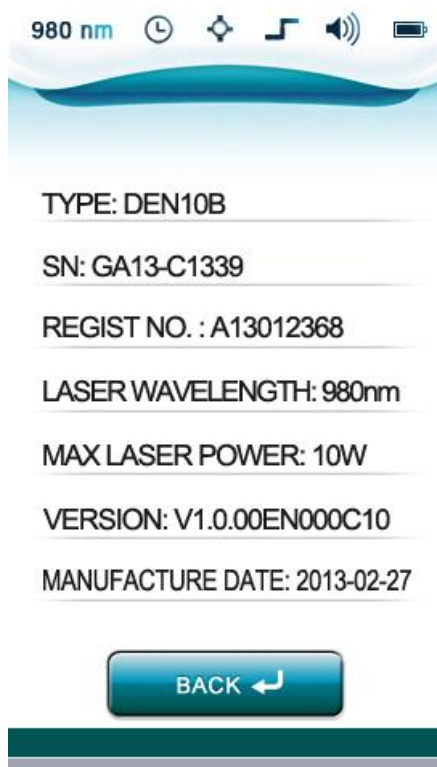 980 nm
TYPE: DEN10B
SN: GA13-C1339
REGIST NO. : A13012368
LASER WAVELENGTH: 980nm
MAX LASER POWER: 10W
VERSION: V1.0.00EN000C10
MANUFACTURE DATE: 2013-02-27
BACK